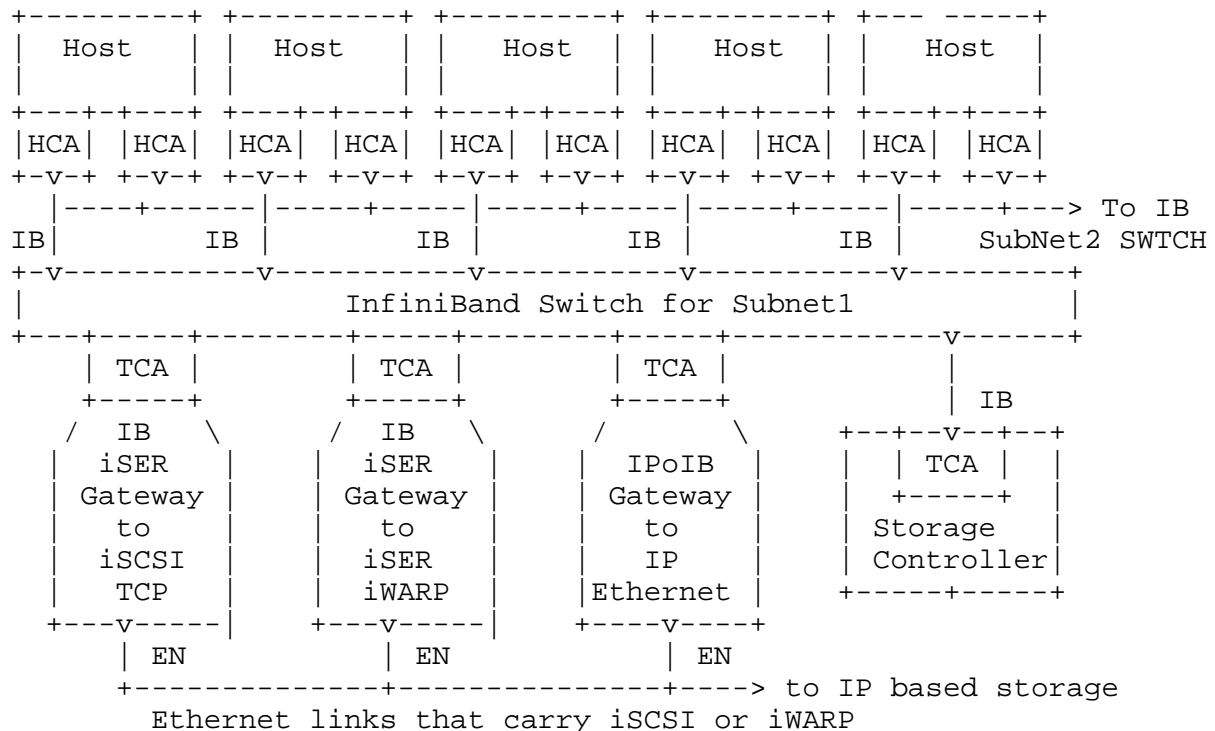 Host Host Host Host Host
HCA HCA HCA HCA HCA HCA HCA HCA HCA HCA
To IB
IB IB IB IB IB SubNet2 SWTCH
InfiniBand Switch for Subnet1
TCA TCA TCA
IB
IB IB
iSER iSER IPoIB TCA
Gateway Gateway Gateway
to to to Storage
iSCSI iSER IP Controller
TCP iWARP Ethernet
EN EN EN
to IP based storage
Ethernet links that carry iSCSI or iWARP